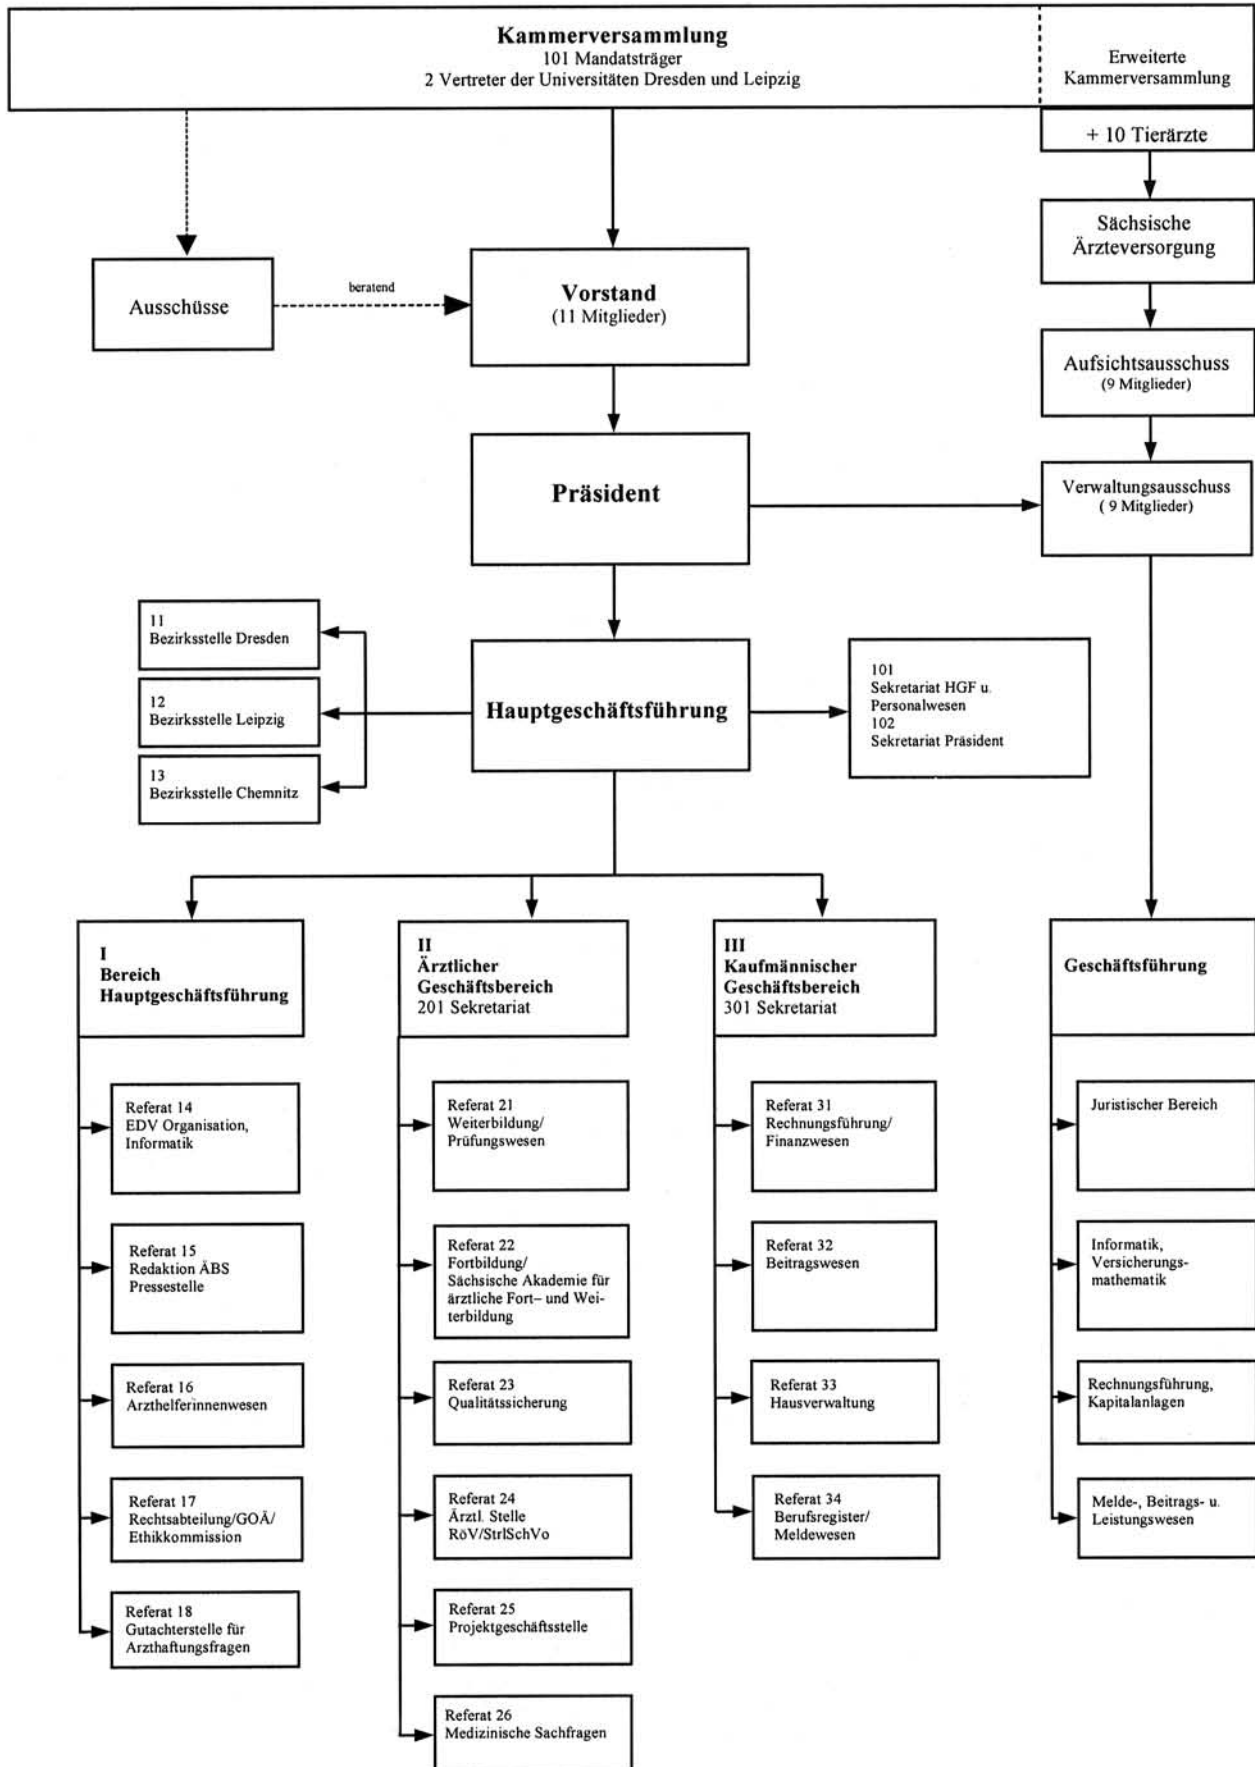 Kammerversammlung
101 Mandatsträger
2 Vertreter der Universitäten Dresden und Leipzig
Erweiterte
Kammerversammlung
+ 10 Tierärzte
Sächsische
Ärzteversorgung
Ausschüsse
beratend
Vorstand
(11 Mitglieder)
Aufsichtsausschuss
(9 Mitglieder)
Präsident
Verwaltungsausschuss
( 9 Mitglieder)
11
Bezirksstelle Dresden
12
Bezirksstelle Leipzig
13
Bezirksstelle Chemnitz
Hauptgeschäftsführung
101
Sekretariat HGF u.
Personalwesen
102
Sekretariat Präsident
I
Bereich
Hauptgeschäftsführung
Referat 14
EDV Organisation,
Informatik
Referat 15
Redaktion ÄBS
Pressestelle
Referat 16
Arzthelferinnenwesen
Referat 17
Rechtsabteilung/GOÄ/
Ethikkommission
Referat 18
Gutachterstelle für
Arzthaftungsfragen
II
Ärztlicher
Geschäftsbereich
201 Sekretariat
Referat 21
Weiterbildung/
Prüfungswesen
Referat 22
Fortbildung/
Sächsische Akademie für
ärztliche Fort– und Wei-
terbildung
Referat 23
Qualitätssicherung
Referat 24
Ärztl. Stelle
RöV/StrlSchVo
Referat 25
Projektgeschäftsstelle
Referat 26
Medizinische Sachfragen
III
Kaufmännischer
Geschäftsbereich
301 Sekretariat
Referat 31
Rechnungsführung/
Finanzwesen
Referat 32
Beitragswesen
Referat 33
Hausverwaltung
Referat 34
Berufsregister/
Meldewesen
Geschäftsführung
Juristischer Bereich
Informatik,
Versicherungs-
mathematik
Rechnungsführung,
Kapitalanlagen
Melde-, Beitrags- u.
Leistungswesen